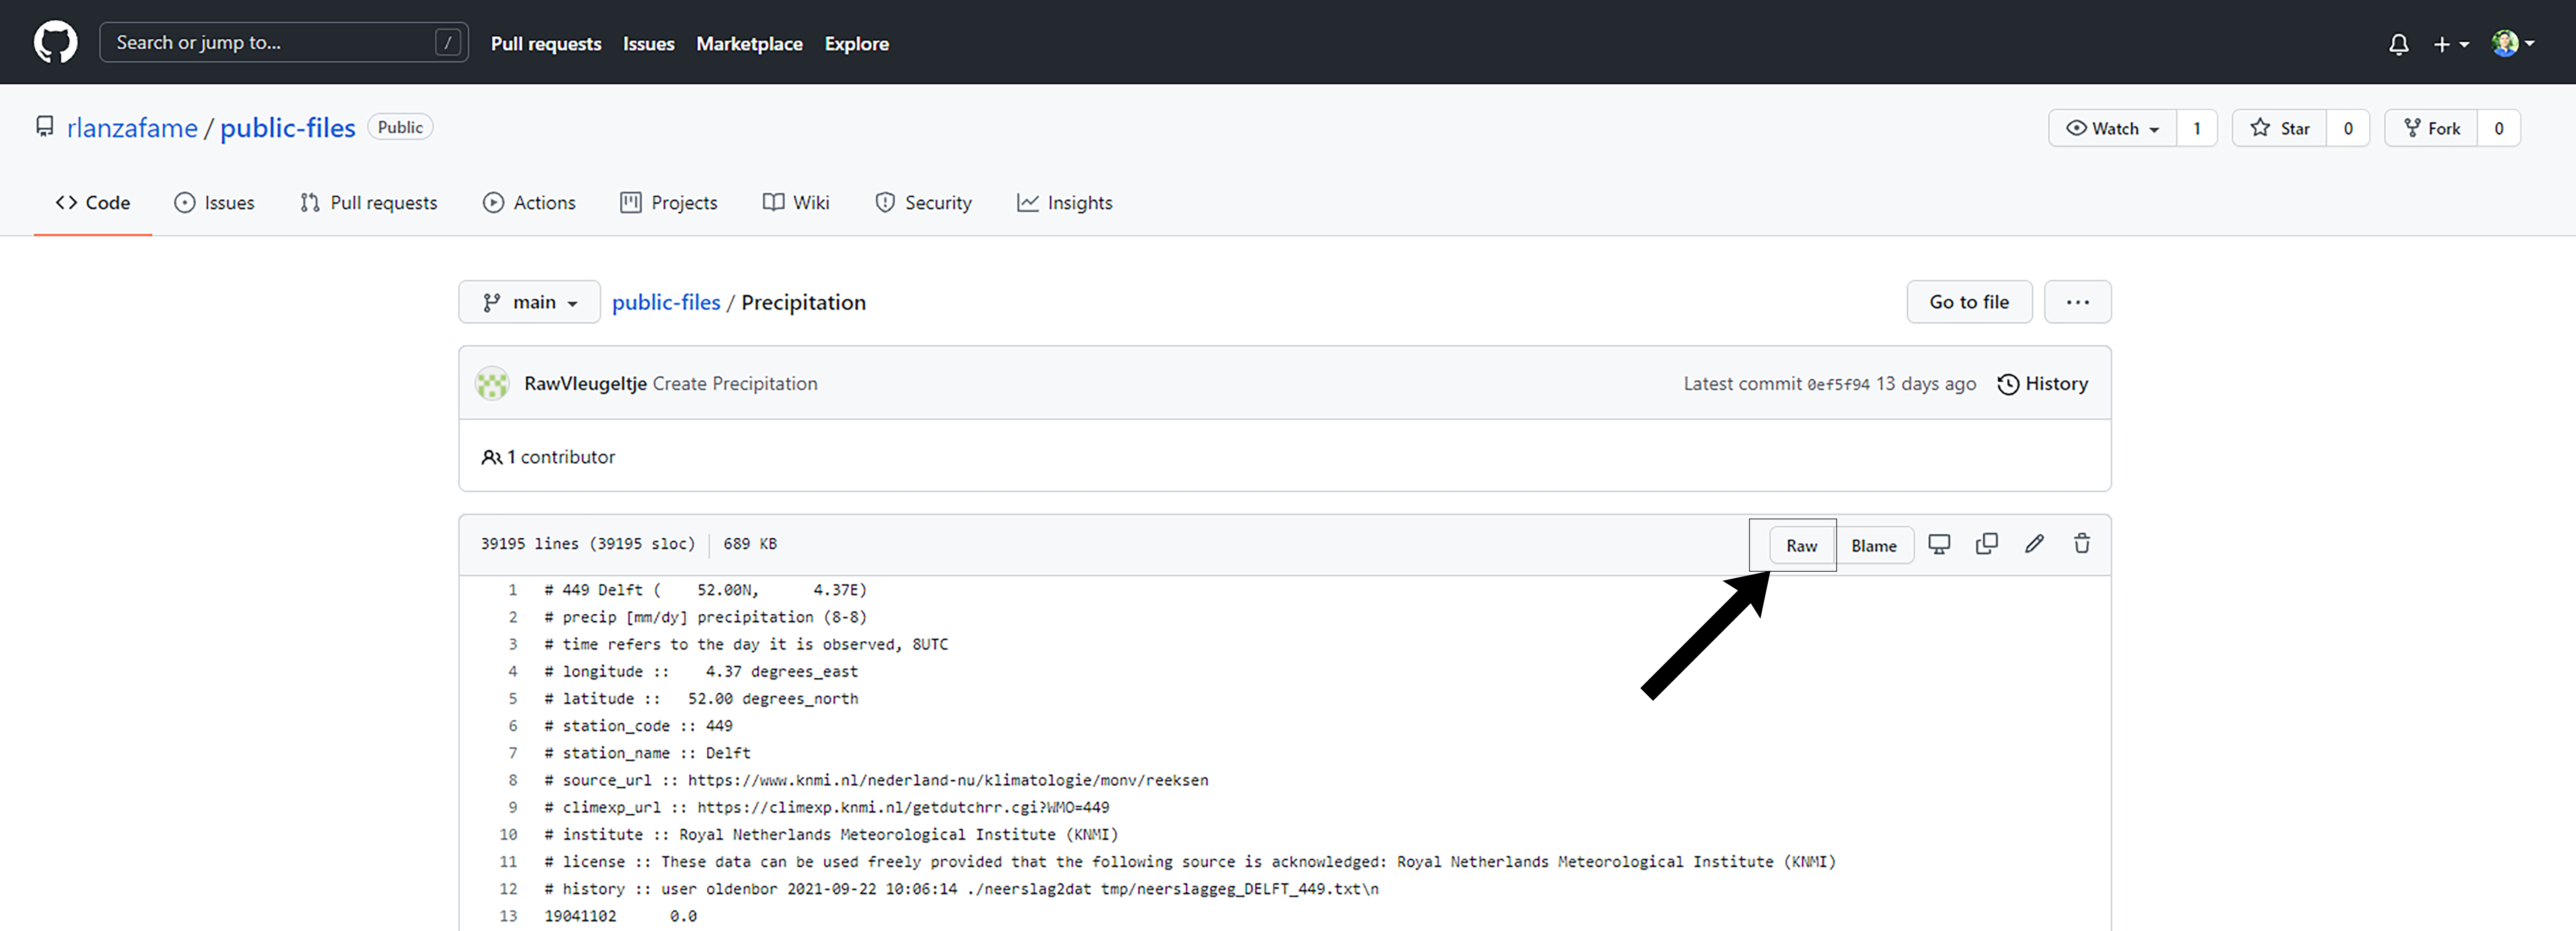 Search or jump to... / Pull requests Issues Marketplace Explore
rlanzafame / public-files Public Watch 1 Star 0 Fork 0
Code Issues Pull requests Actions Projects Wiki Security Insights
main public-files / Precipitation Go to file ...
RawVleugeltje Create Precipitation Latest commit 0ef5f94 13 days ago History
1 contributor
39195 lines (39195 sloc) 689 KB Raw Blame
1 # 449 Delft (    52.00N,      4.37E)
2 # precip [mm/dy] precipitation (8-8)
3 # time refers to the day it is observed, 8UTC
4 # longitude ::    4.37 degrees_east
5 # latitude ::   52.00 degrees_north
6 # station_code :: 449
7 # station_name :: Delft
8 # source_url :: https://www.knmi.nl/nederland-nu/klimatologie/monv/reeksen
9 # climexp_url :: https://climexp.knmi.nl/getdutchrr.cgi?WMO=449
10 # institute :: Royal Netherlands Meteorological Institute (KNMI)
11 # license :: These data can be used freely provided that the following source is acknowledged: Royal Netherlands Meteorological Institute (KNMI)
12 # history :: user oldenbor 2021-09-22 10:06:14 ./neerslag2dat tmp/neerslaggeg_DELFT_449.txt\n
13 19041102      0.0